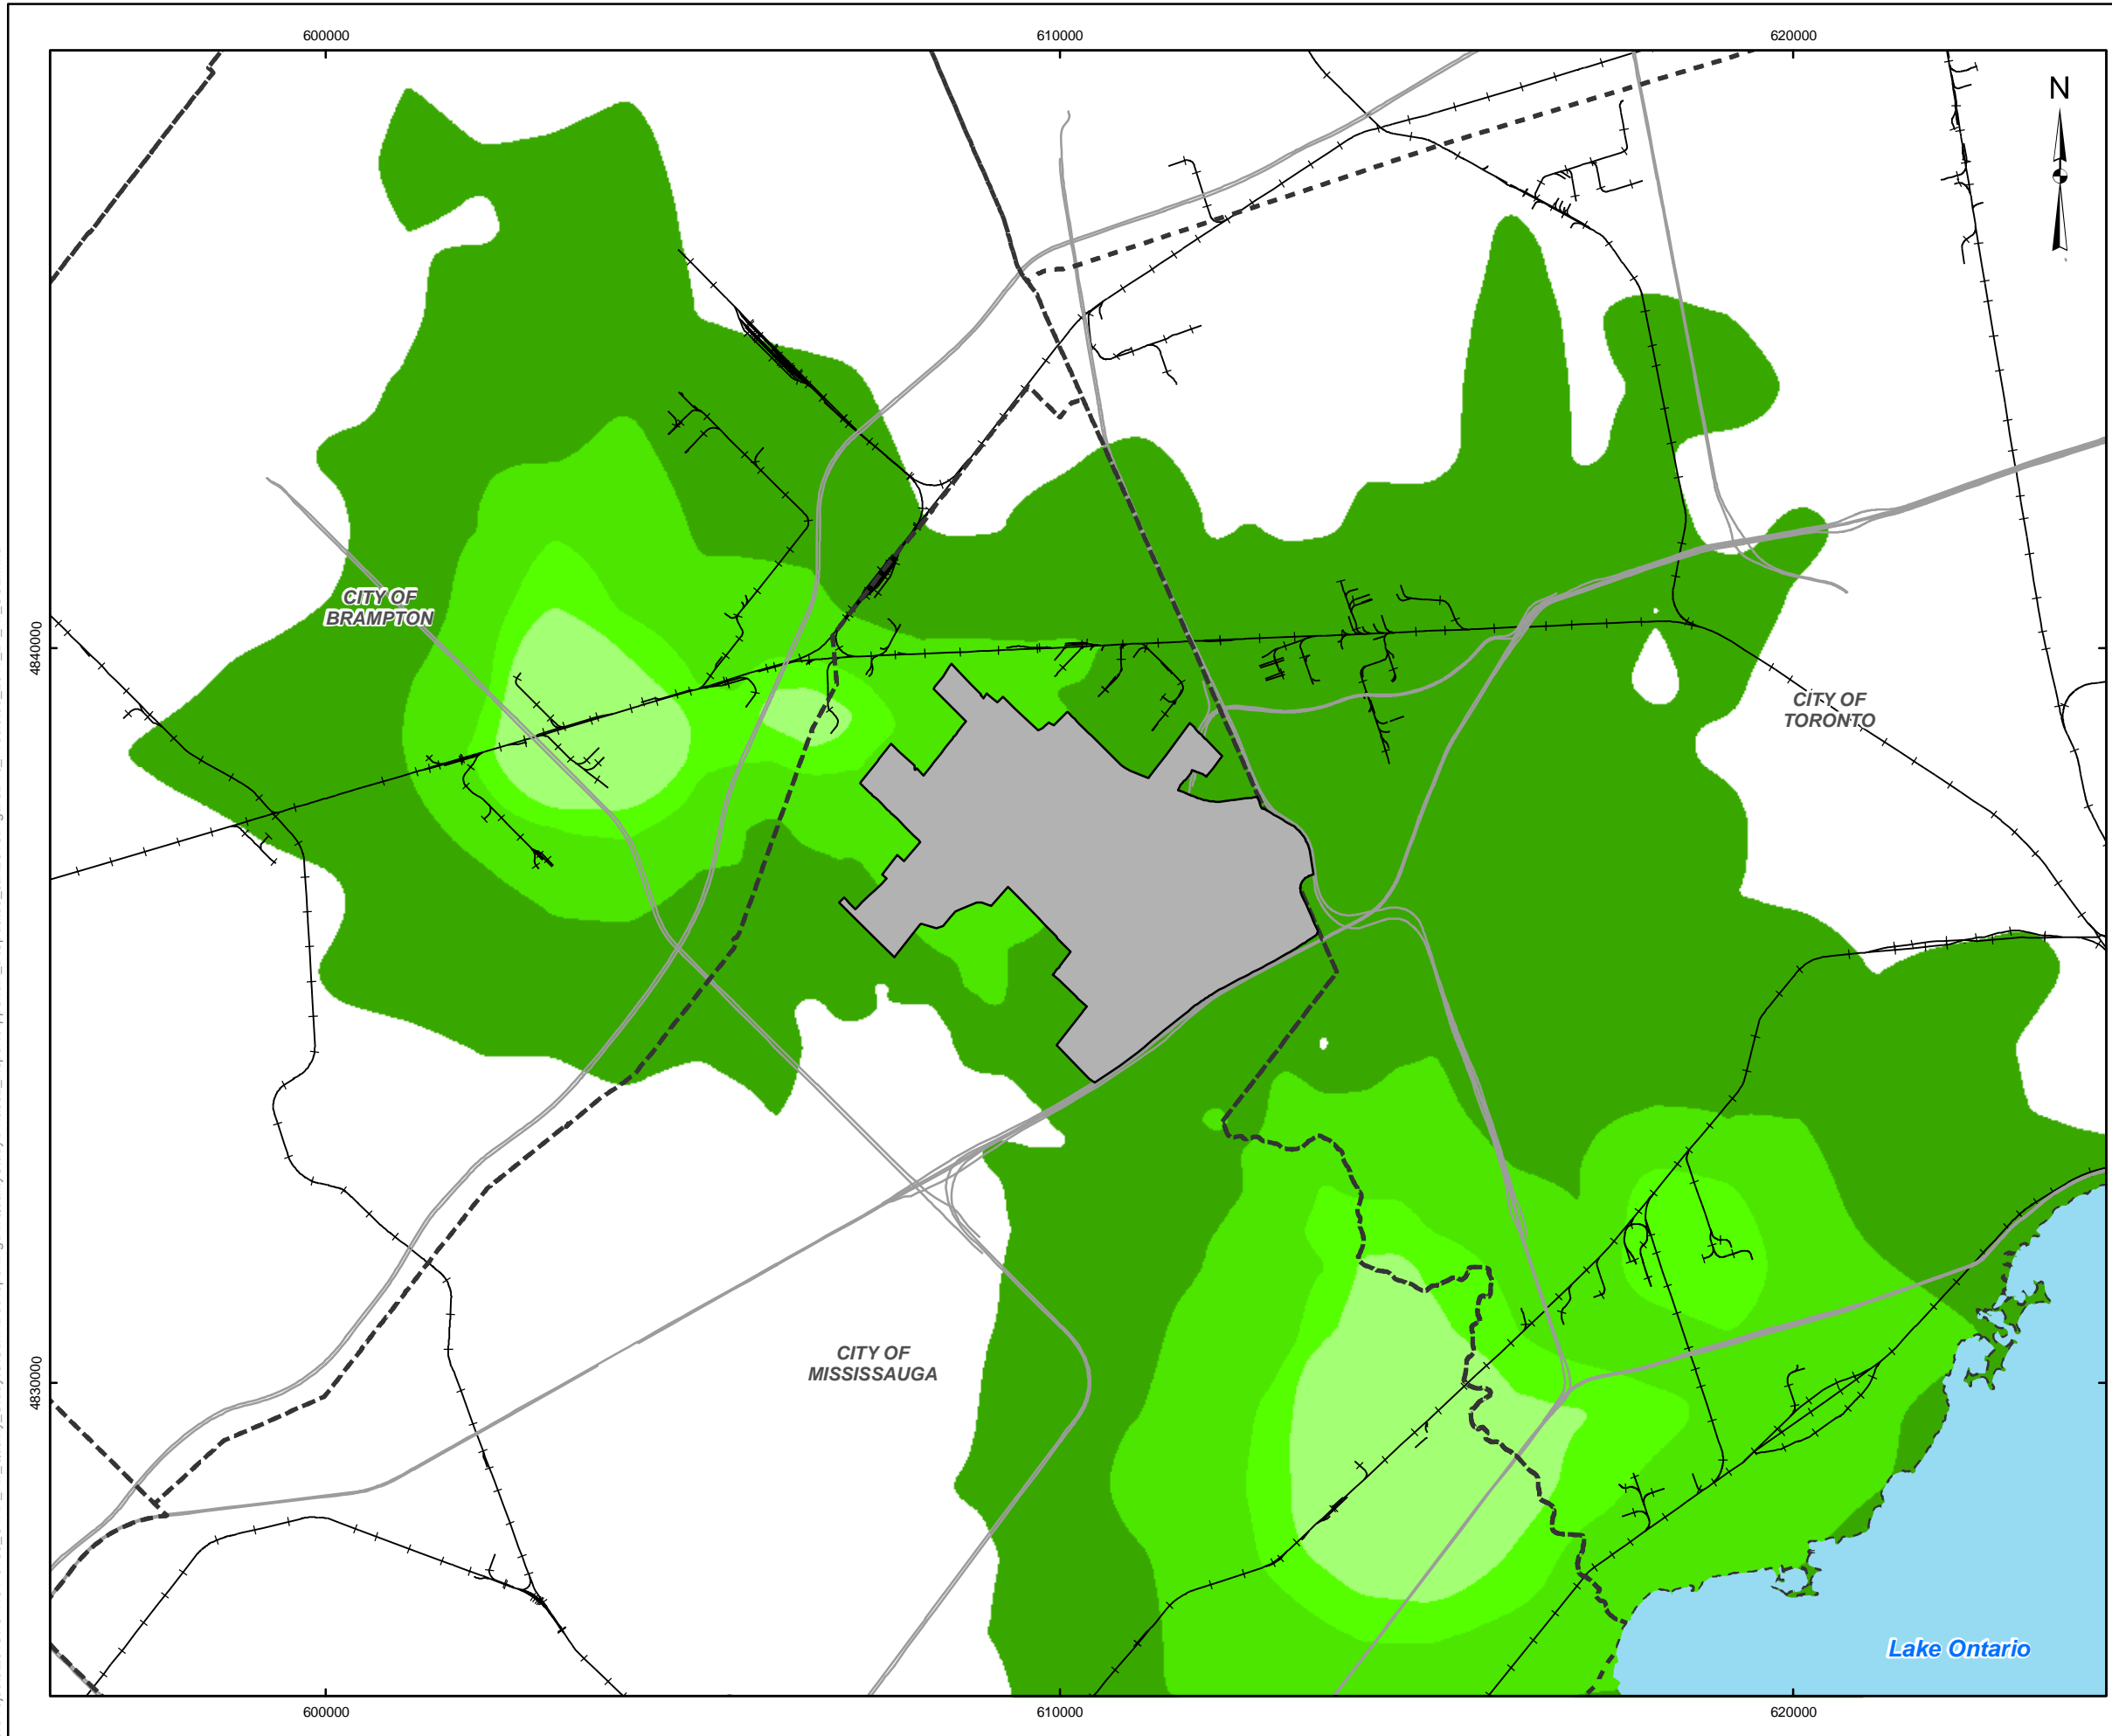 600000
610000
620000
N
CITY OF
BRAMPTON
4840000
CITY OF
TORONTO
4830000
CITY OF
MISSISSAUGA
Lake Ontario
600000
610000
620000